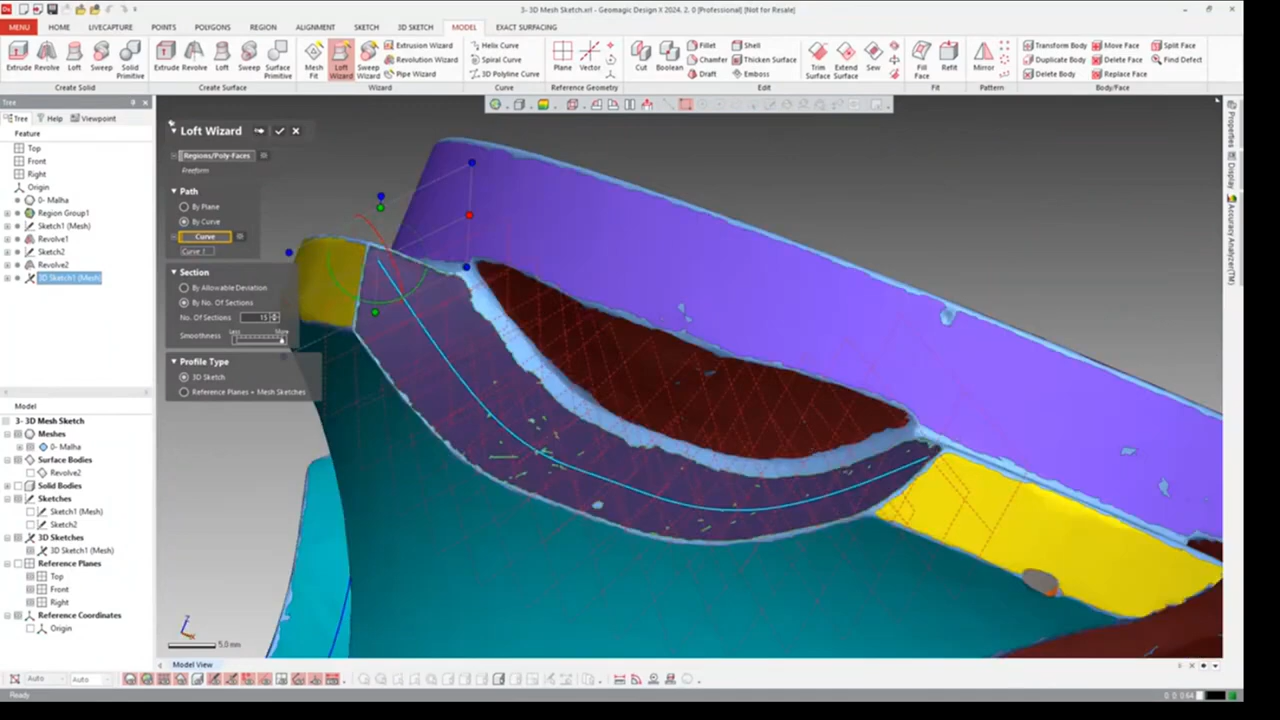 3- 3D Mesh Sketch.xrl - Geomagic Design X 2024. 2. 0 [Professional] [Not for Resale]
MENU HOME LIVECAPTURE POINTS POLYGONS REGION ALIGNMENT SKETCH 3D SKETCH MODEL EXACT SURFACING
Extrude Revolve Loft Sweep Solid Primitive
Create Solid
Extrude Revolve Loft Sweep Surface Primitive
Create Surface
Mesh Fit Loft Wizard Sweep Wizard
Extrusion Wizard
Revolution Wizard
Pipe Wizard
Wizard
Helix Curve
Spiral Curve
3D Polyline Curve
Curve
Plane Vector
Reference Geometry
Cut Boolean
Fillet
Chamfer
Draft
Shell
Thicken Surface
Emboss
Trim Surface Extend Surface Sew
Edit
Fill Face Refit
Fit
Mirror
Pattern
Transform Body
Duplicate Body
Delete Body
Move Face
Delete Face
Replace Face
Split Face
Find Defect
Body/Face
Tree
Tree Help Viewpoint
Feature
Top
Front
Right
Origin
0- Malha
Region Group1
Sketch1 (Mesh)
Revolve1
Sketch2
Revolve2
3D Sketch1 (Mesh)
Model
3- 3D Mesh Sketch
Meshes
0- Malha
Surface Bodies
Revolve2
Solid Bodies
Sketches
Sketch1 (Mesh)
Sketch2
3D Sketches
3D Sketch1 (Mesh)
Reference Planes
Top
Front
Right
Reference Coordinates
Origin
Loft Wizard
Regions/Poly-Faces
Freeform
Path
By Plane
By Curve
Curve
Curve 1
Section
By Allowable Deviation
By No. Of Sections
No. Of Sections 15
Smoothness Less More
Profile Type
3D Sketch
Reference Planes + Mesh Sketches
5.0 mm
Properties
Display
Accuracy Analyzer(TM)
Model View
Auto Auto
Ready